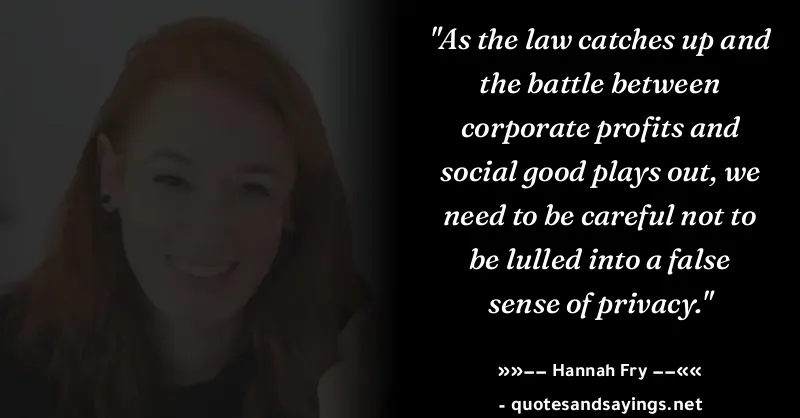 "As the law catches up and
the battle between
corporate profits and
social good plays out, we
need to be careful not to
be lulled into a false
sense of privacy."
»»–– Hannah Fry ––««
- quotesandsayings.net